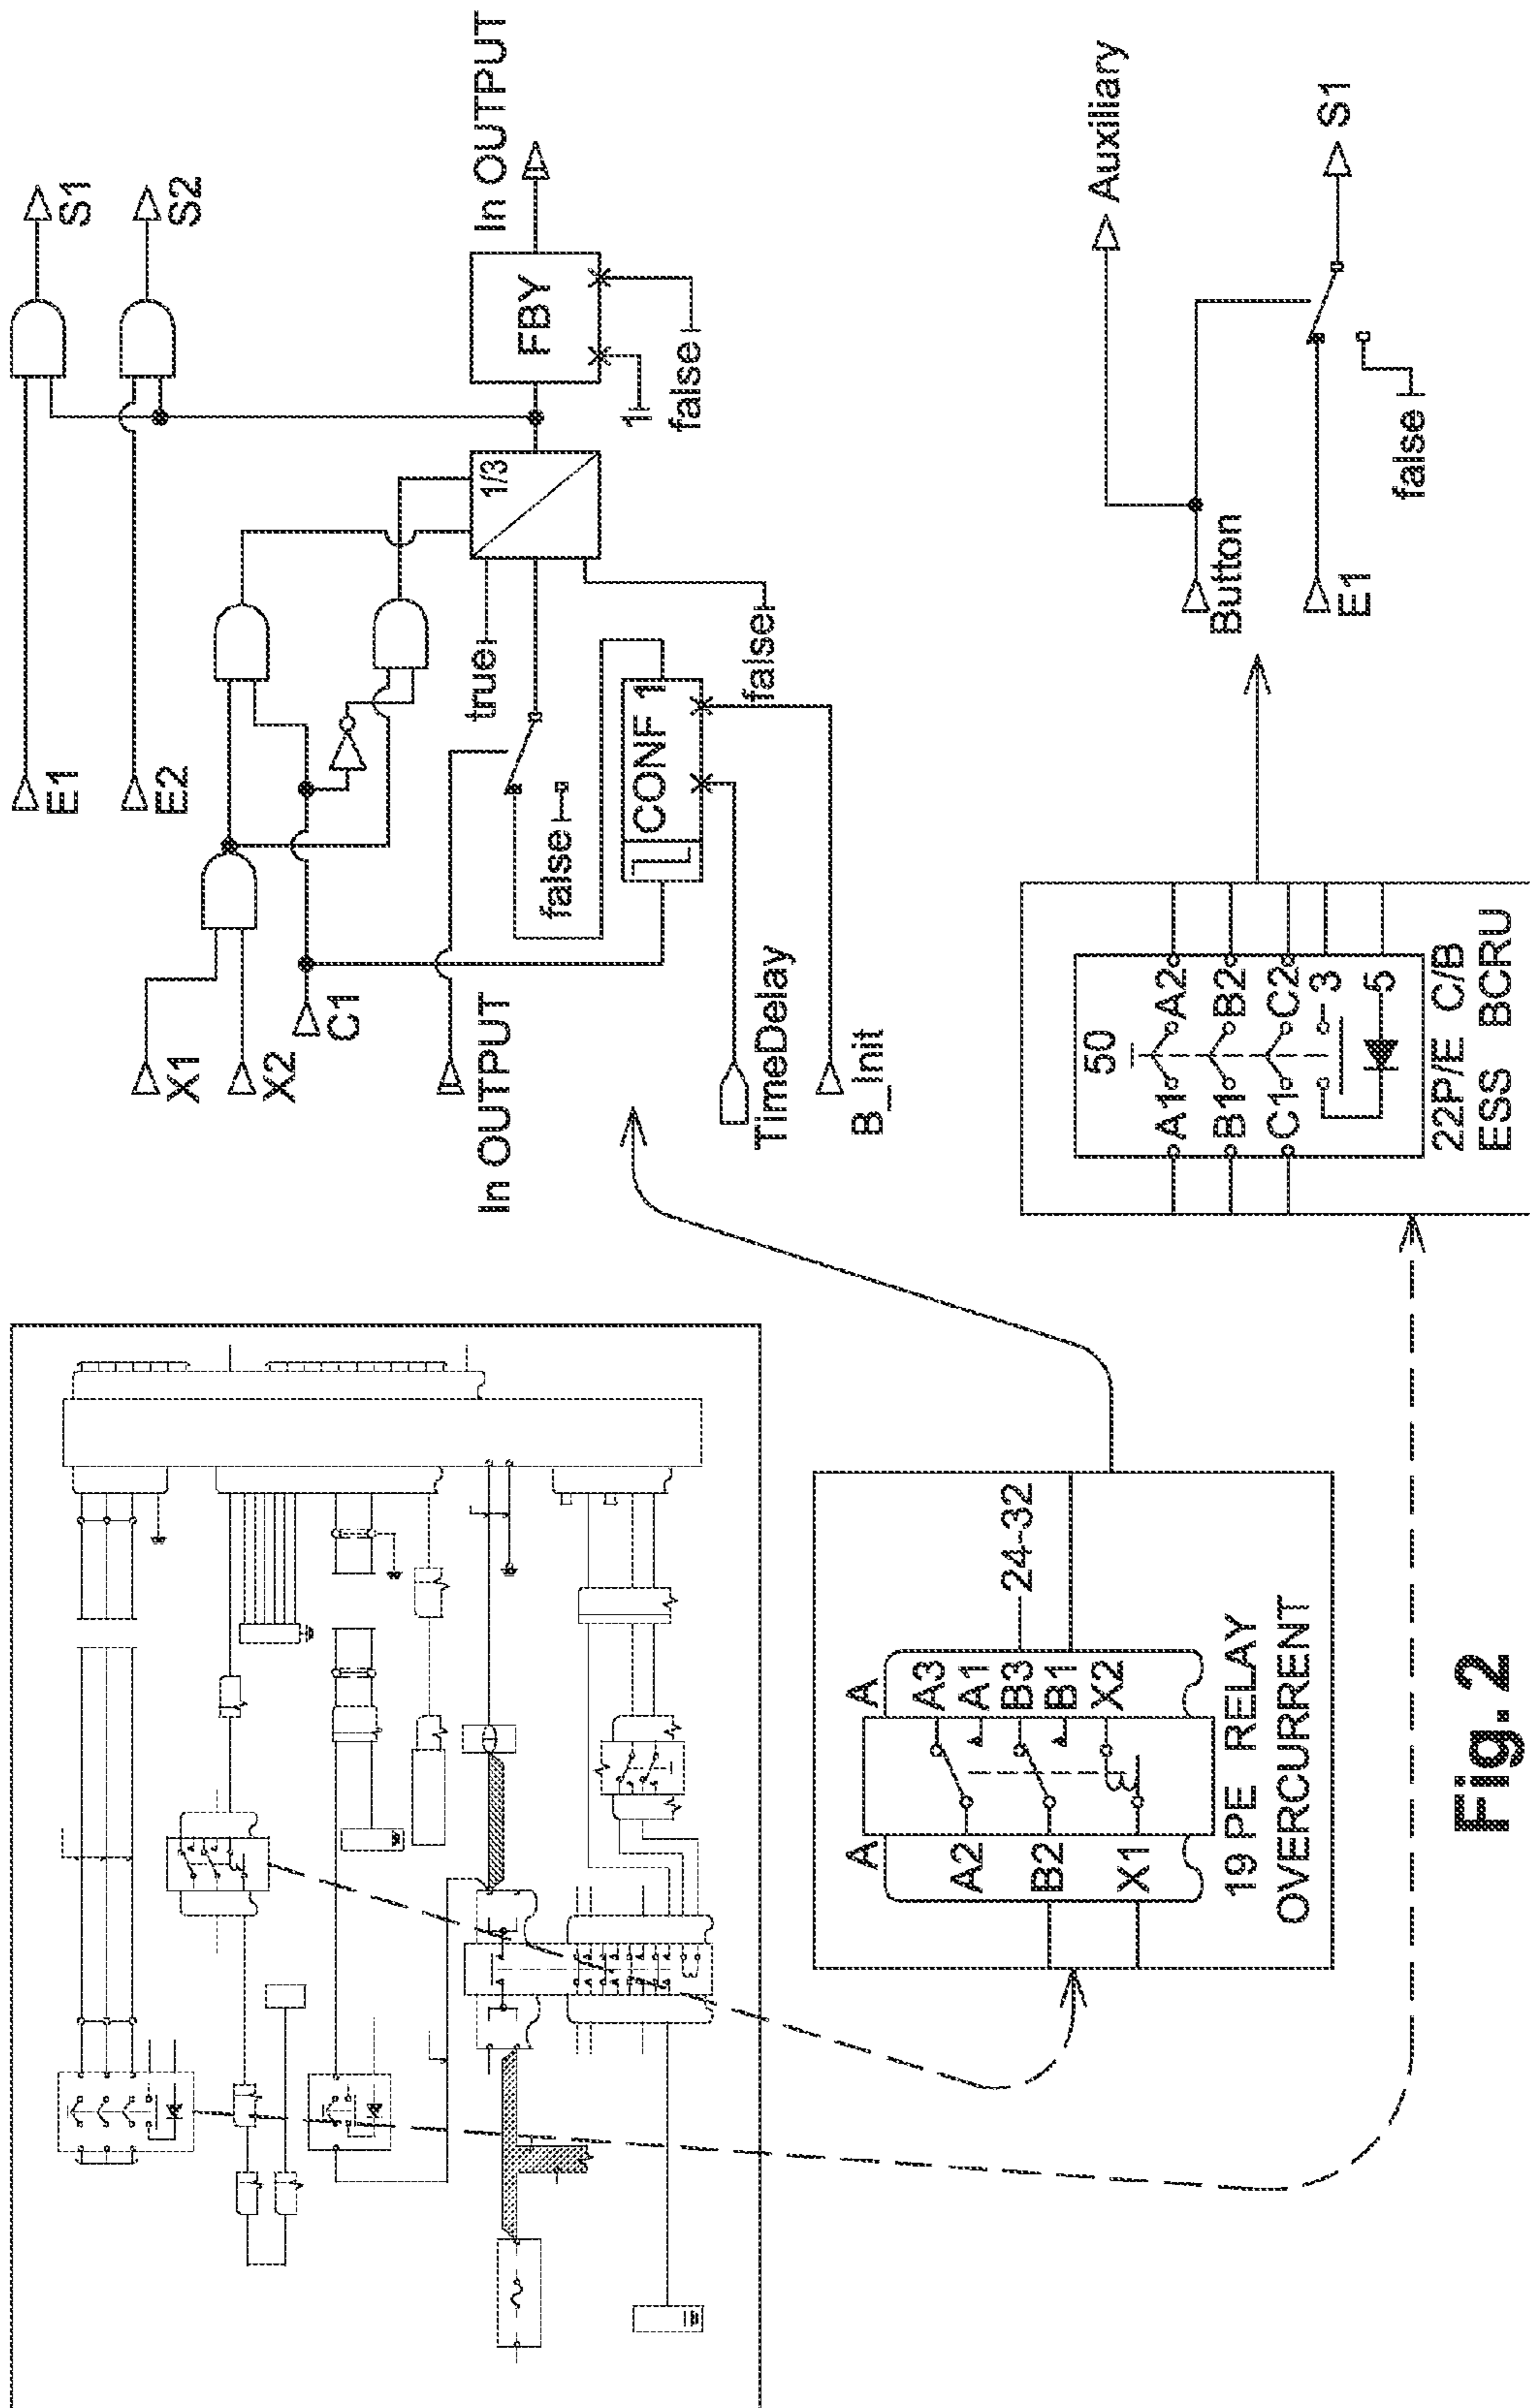 E1
E2
S1
S2
X1
X2
C1
In OUTPUT
TimeDelay
B_Init
true
false
CONF 1
false
1/3
FBY
1
false
In OUTPUT
A
A
A2
A3
A1
B2
B3
24-32
B1
X1
X2
19 PE RELAY
OVERCURRENT
50
A1
A2
B1
B2
C1
C2
3
5
22P/E C/B
ESS BCRU
Button
E1
false
Auxiliary
S1
Fig. 2